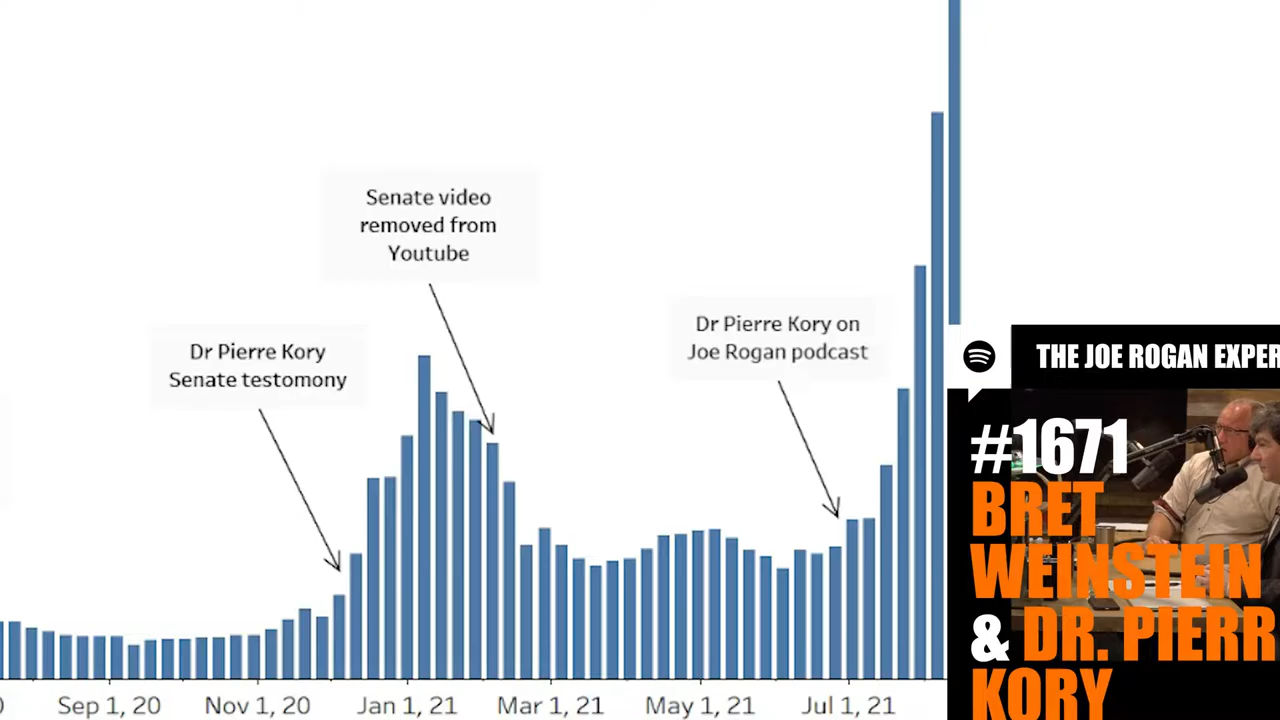 Senate video
removed from
Youtube
Dr Pierre Kory
Senate testomony
Dr Pierre Kory on
Joe Rogan podcast
0
Sep 1, 20
Nov 1, 20
Jan 1, 21
Mar 1, 21
May 1, 21
Jul 1, 21
THE JOE ROGAN EXPER
#1671
BRET
WEINSTEIN
& DR. PIERR
KORY